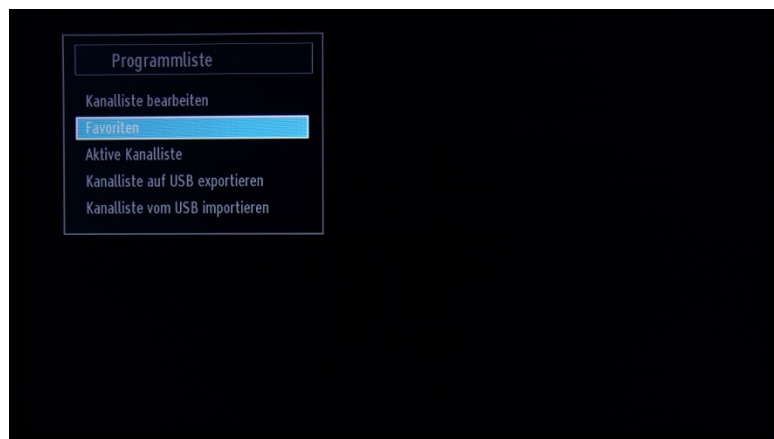 Programmliste
Kanalliste bearbeiten
Favoriten
Aktive Kanalliste
Kanalliste auf USB exportieren
Kanalliste vom USB importieren